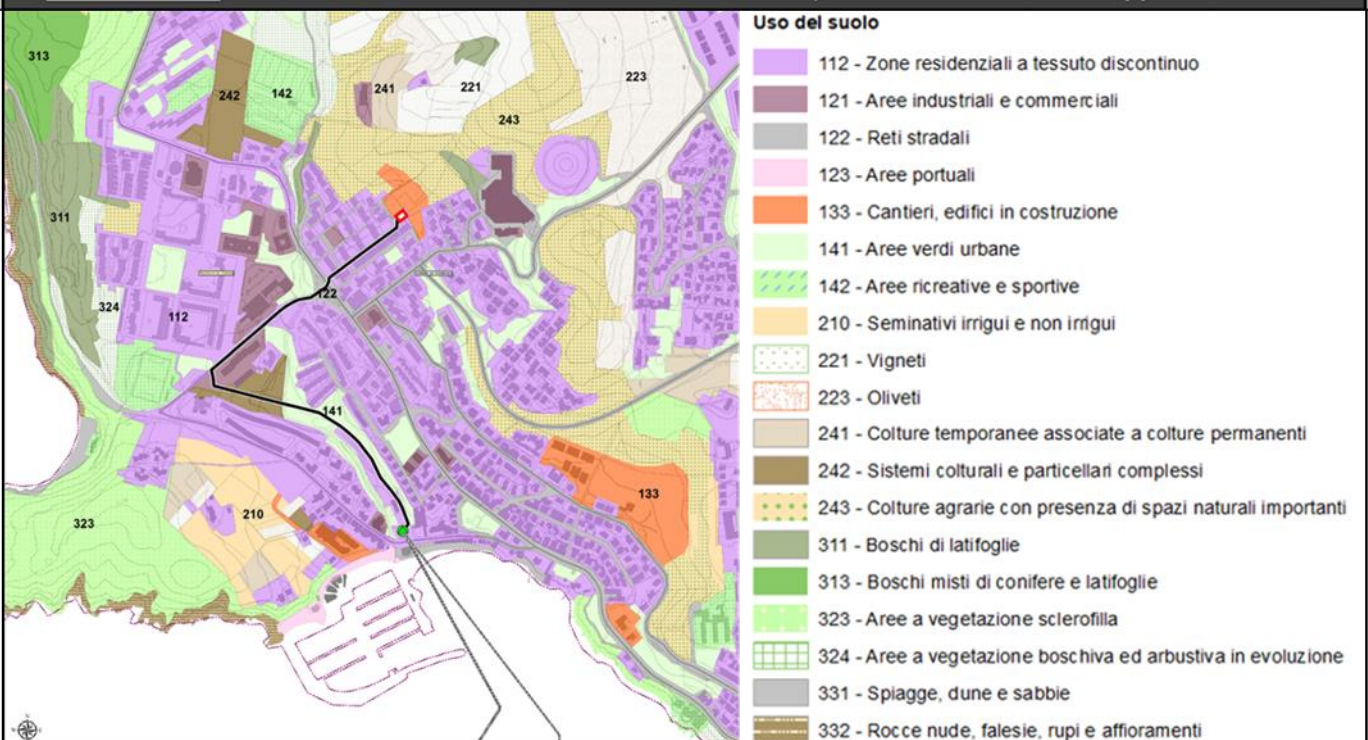 Uso del suolo
112 - Zone residenziali a tessuto discontinuo
121 - Aree industriali e commerciali
122 - Reti stradali
123 - Aree portuali
133 - Cantieri, edifici in costruzione
141 - Aree verdi urbane
142 - Aree ricreative e sportive
210 - Seminativi irrigui e non irrigui
221 - Vigneti
223 - Oliveti
241 - Colture temporanee associate a colture permanenti
242 - Sistemi colturali e particellari complessi
243 - Colture agrarie con presenza di spazi naturali importanti
311 - Boschi di latifoglie
313 - Boschi misti di conifere e latifoglie
323 - Aree a vegetazione sclerofilla
324 - Aree a vegetazione boschiva ed arbustiva in evoluzione
331 - Spiagge, dune e sabbie
332 - Rocce nude, falesie, rupi e affioramenti
313
242
142
241
221
223
243
311
324
112
122
141
210
133
323